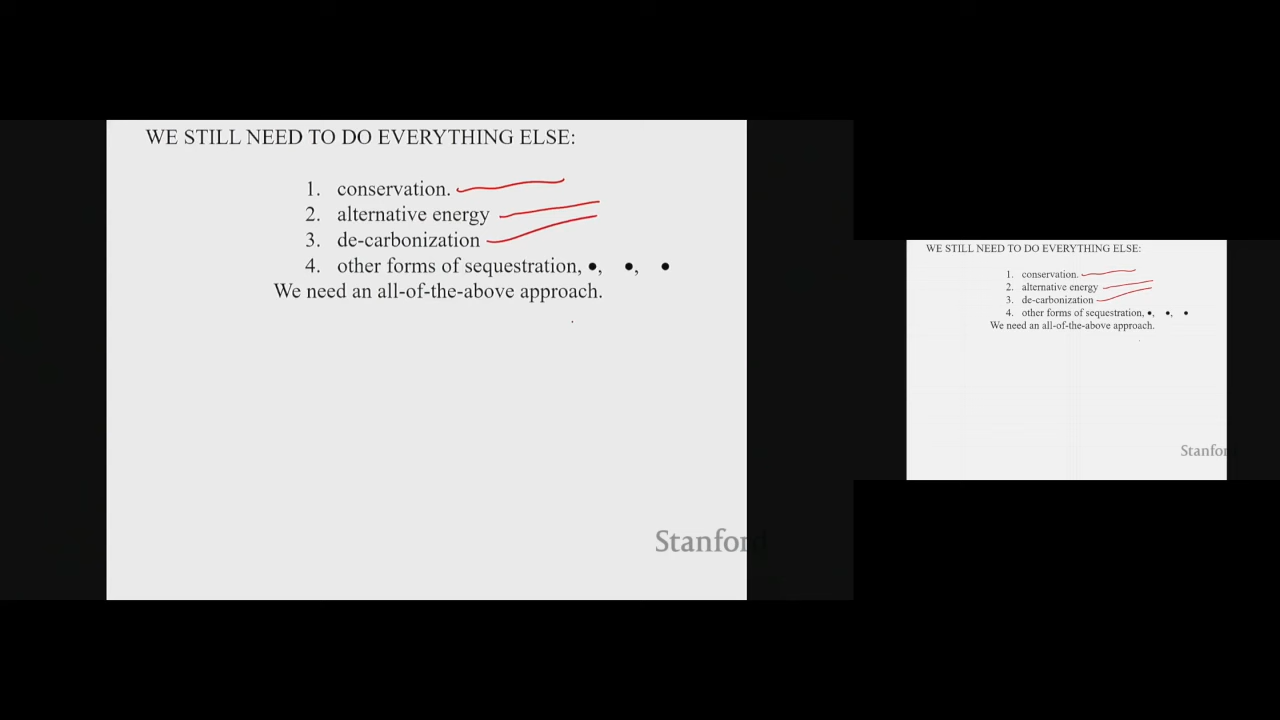 WE STILL NEED TO DO EVERYTHING ELSE:
1. conservation.
2. alternative energy
3. de-carbonization
4. other forms of sequestration, •, •, •
We need an all-of-the-above approach.
Stanford
WE STILL NEED TO DO EVERYTHING ELSE:
1. conservation.
2. alternative energy
3. de-carbonization
4. other forms of sequestration, •, •, •
We need an all-of-the-above approach.
Stanford